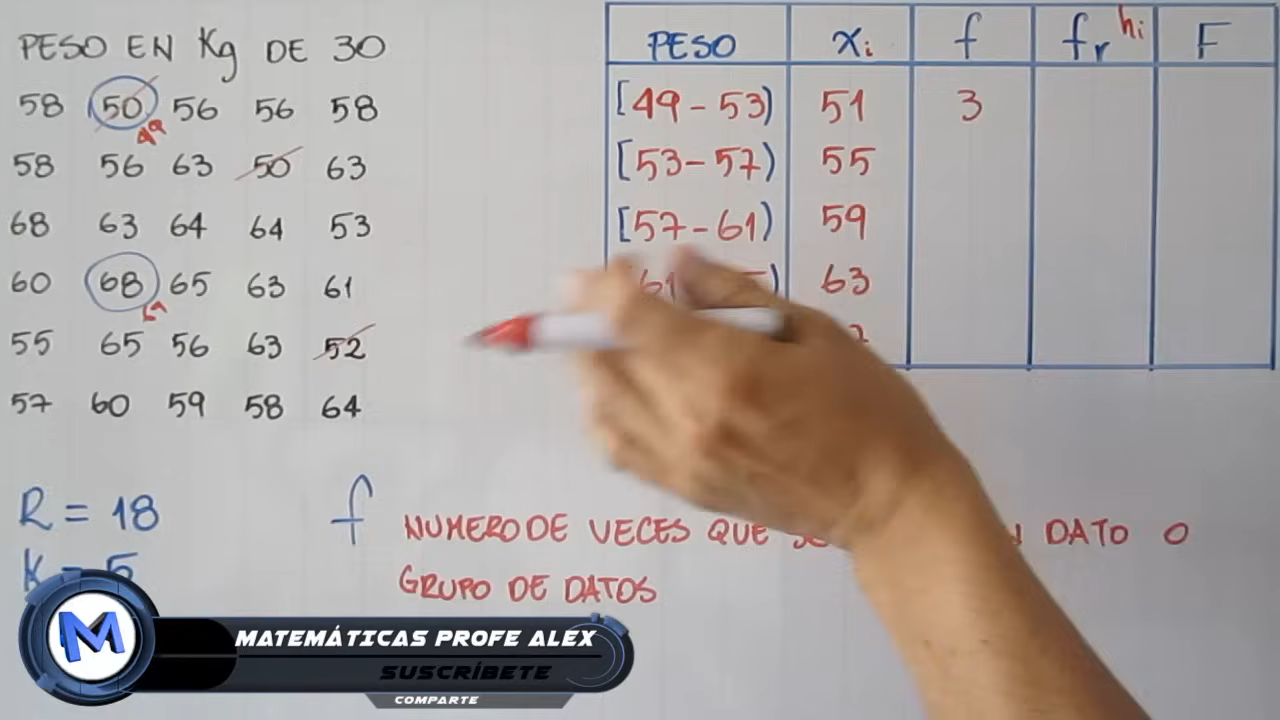 PESO EN Kg DE 30
58 50 56 56 58
49
58 56 63 50 63
68 63 64 64 53
60 68 65 63 61
69
55 65 56 63 52
57 60 59 58 64
PESO xi f fr hi F
[49-53) 51 3
[53-57) 55
[57-61) 59
63
R = 18
K = 5
f NUMERO DE VECES QUE DATO O
GRUPO DE DATOS
M
MATEMÁTICAS PROFE ALEX
SUSCRÍBETE
COMPARTE